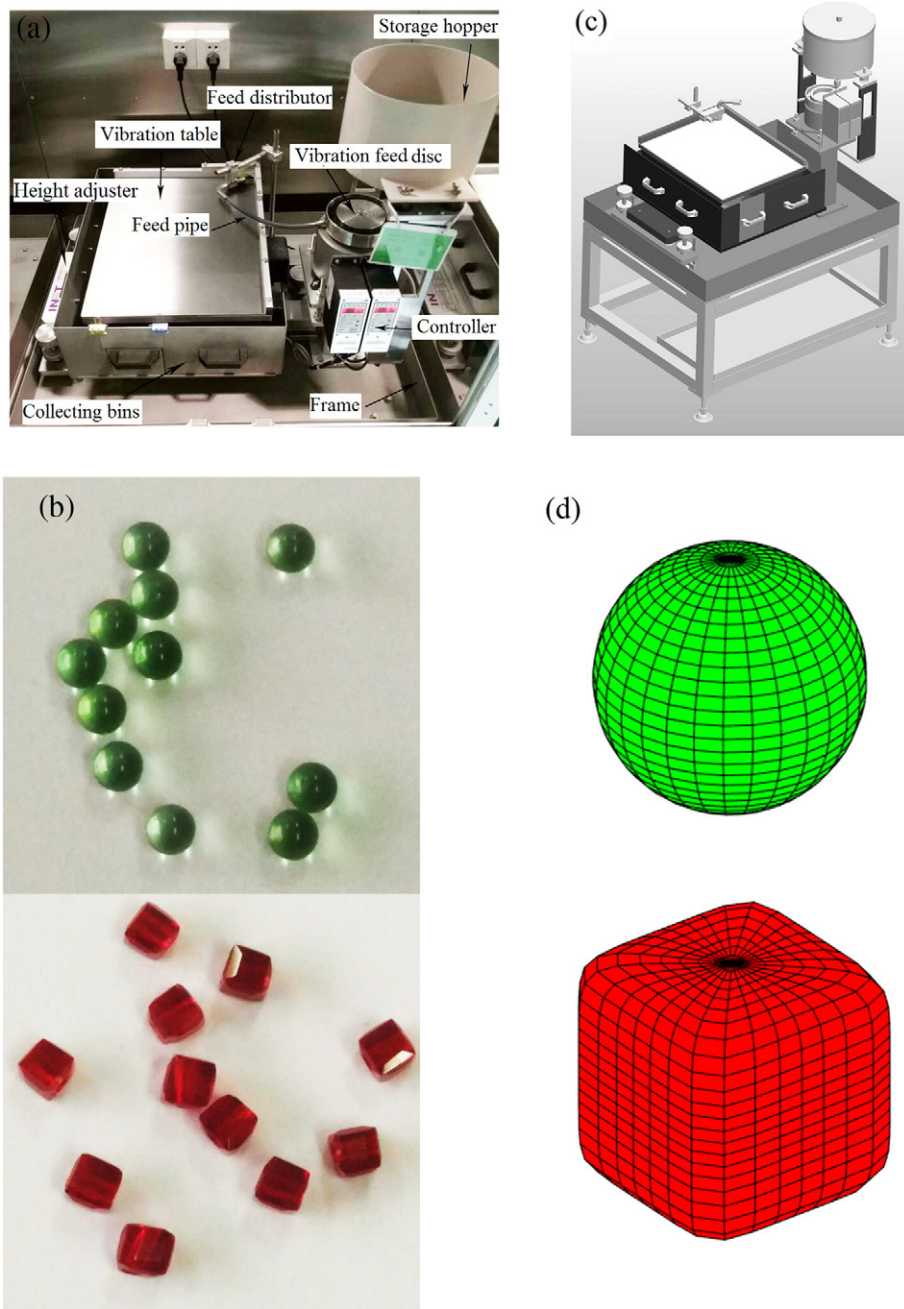 (a)
Storage hopper
Feed distributor
Vibration table
Vibration feed disc
Height adjuster
Feed pipe
Controller
Collecting bins
Frame
(c)
(b)
(d)